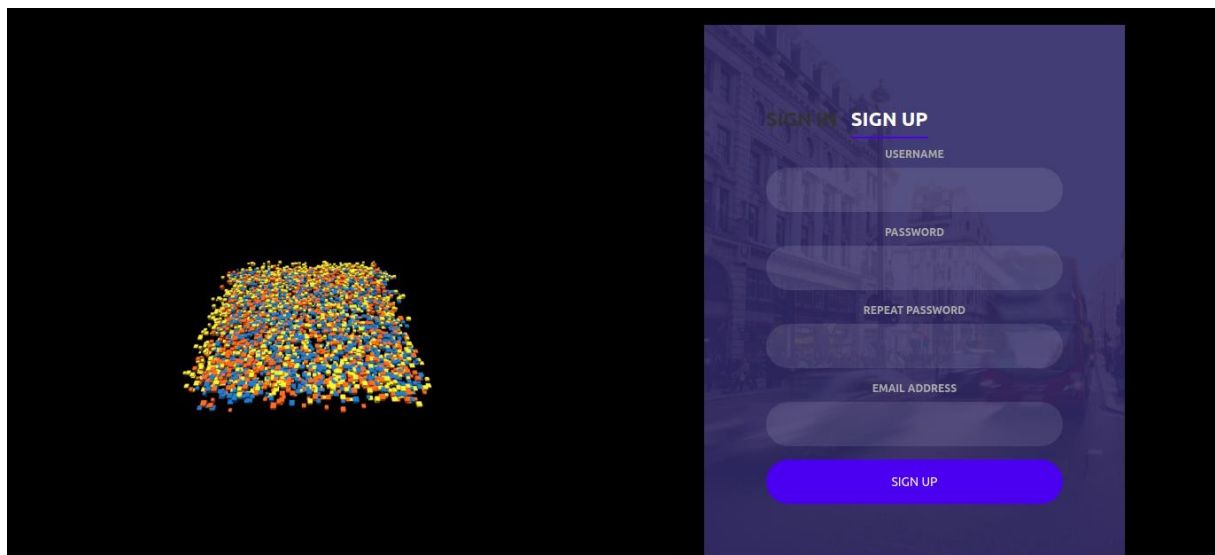 SIGN IN SIGN UP
USERNAME
PASSWORD
REPEAT PASSWORD
EMAIL ADDRESS
SIGN UP